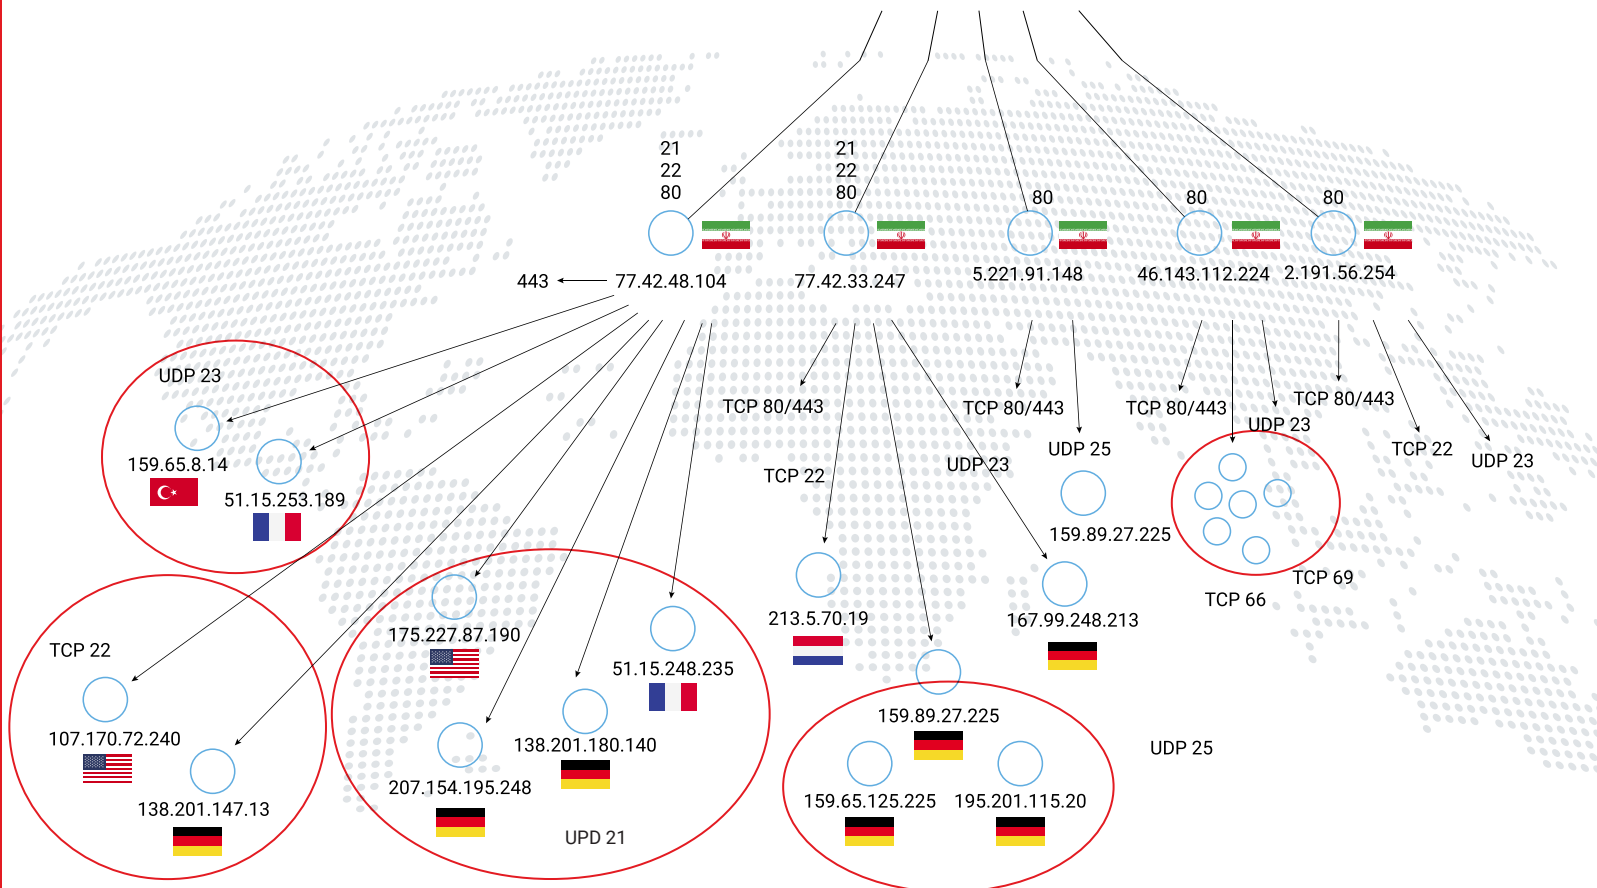 21
22
80
21
22
80
80
80
80
443
77.42.48.104
77.42.33.247
5.221.91.148
46.143.112.224
2.191.56.254
UDP 23
159.65.8.14
51.15.253.189
TCP 80/443
TCP 80/443
TCP 80/443
TCP 80/443
UDP 23
TCP 22
UDP 23
TCP 22
UDP 23
UDP 25
159.89.27.225
TCP 69
TCP 66
TCP 22
107.170.72.240
138.201.147.13
175.227.87.190
51.15.248.235
138.201.180.140
207.154.195.248
UPD 21
213.5.70.19
167.99.248.213
159.89.27.225
159.65.125.225
195.201.115.20
UDP 25